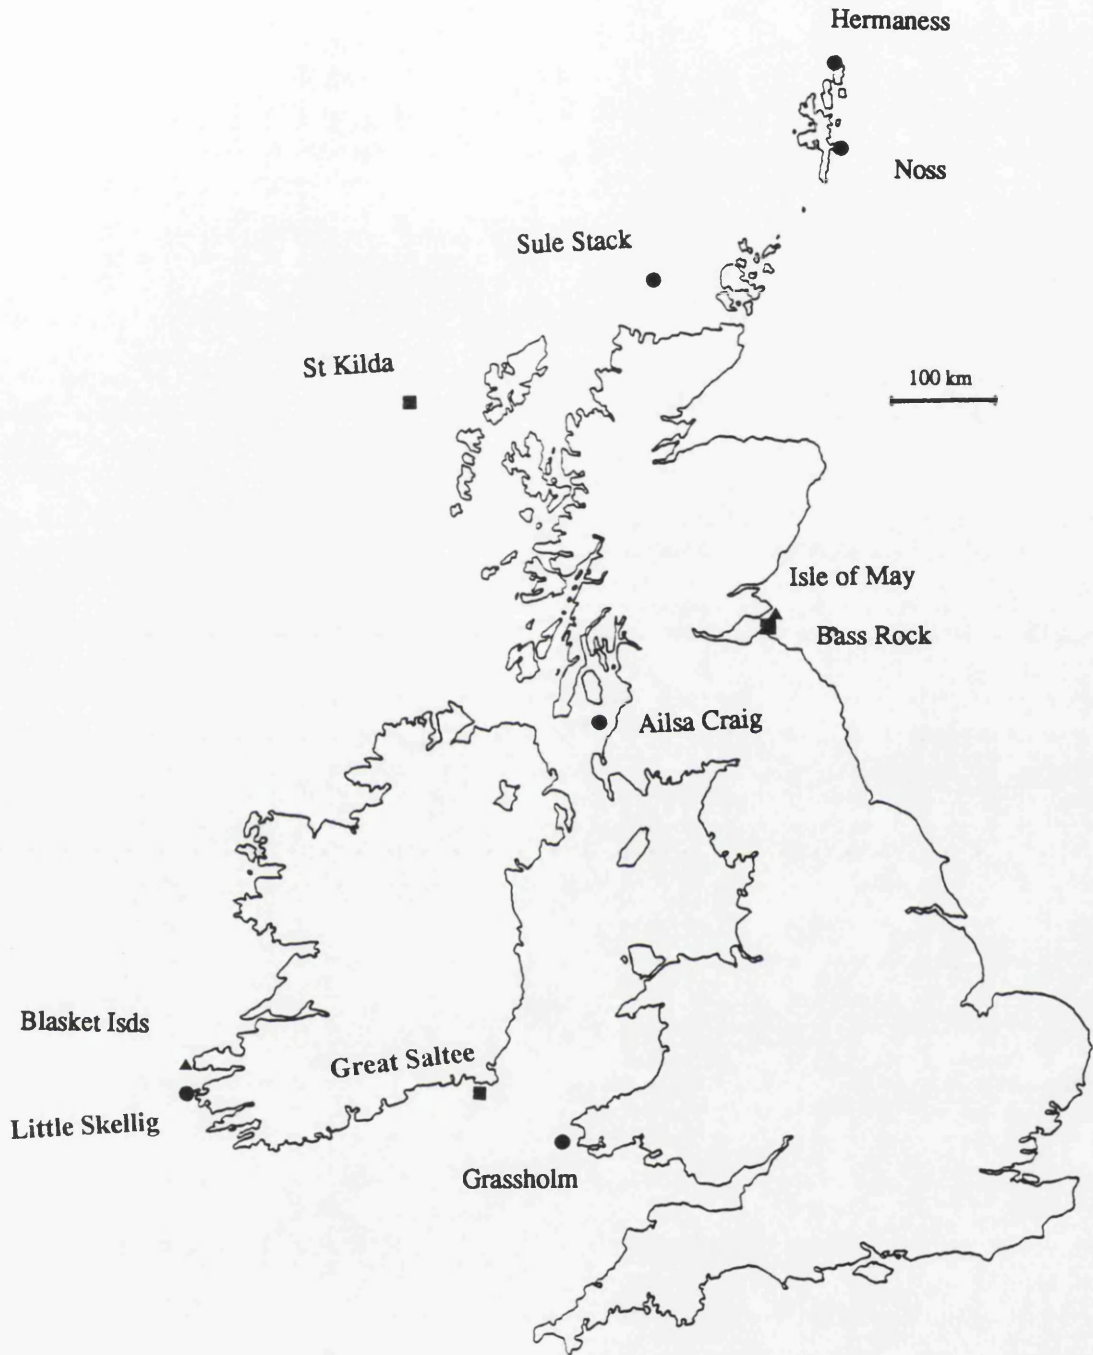 Hermaness
Noss
Sule Stack
St Kilda
100 km
Isle of May
Bass Rock
Ailsa Craig
Blasket Isds
Great Saltee
Little Skellig
Grassholm